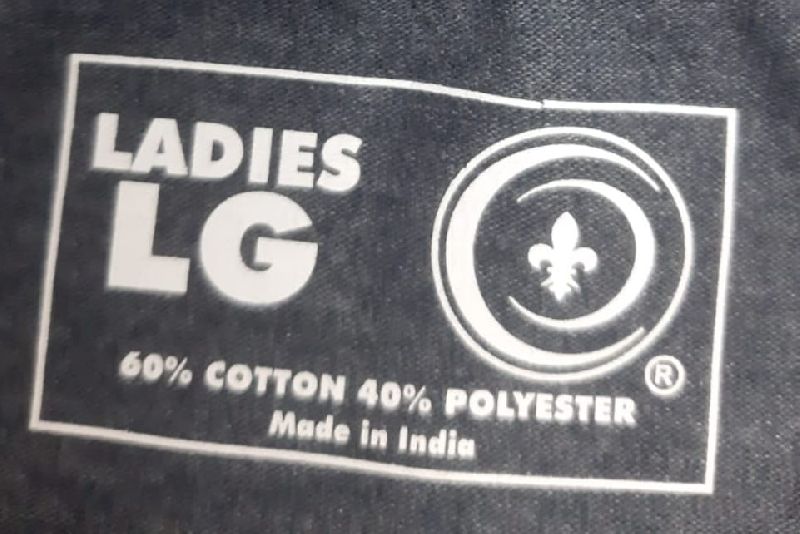 LADIES
LG
®
60% COTTON 40% POLYESTER
Made in India